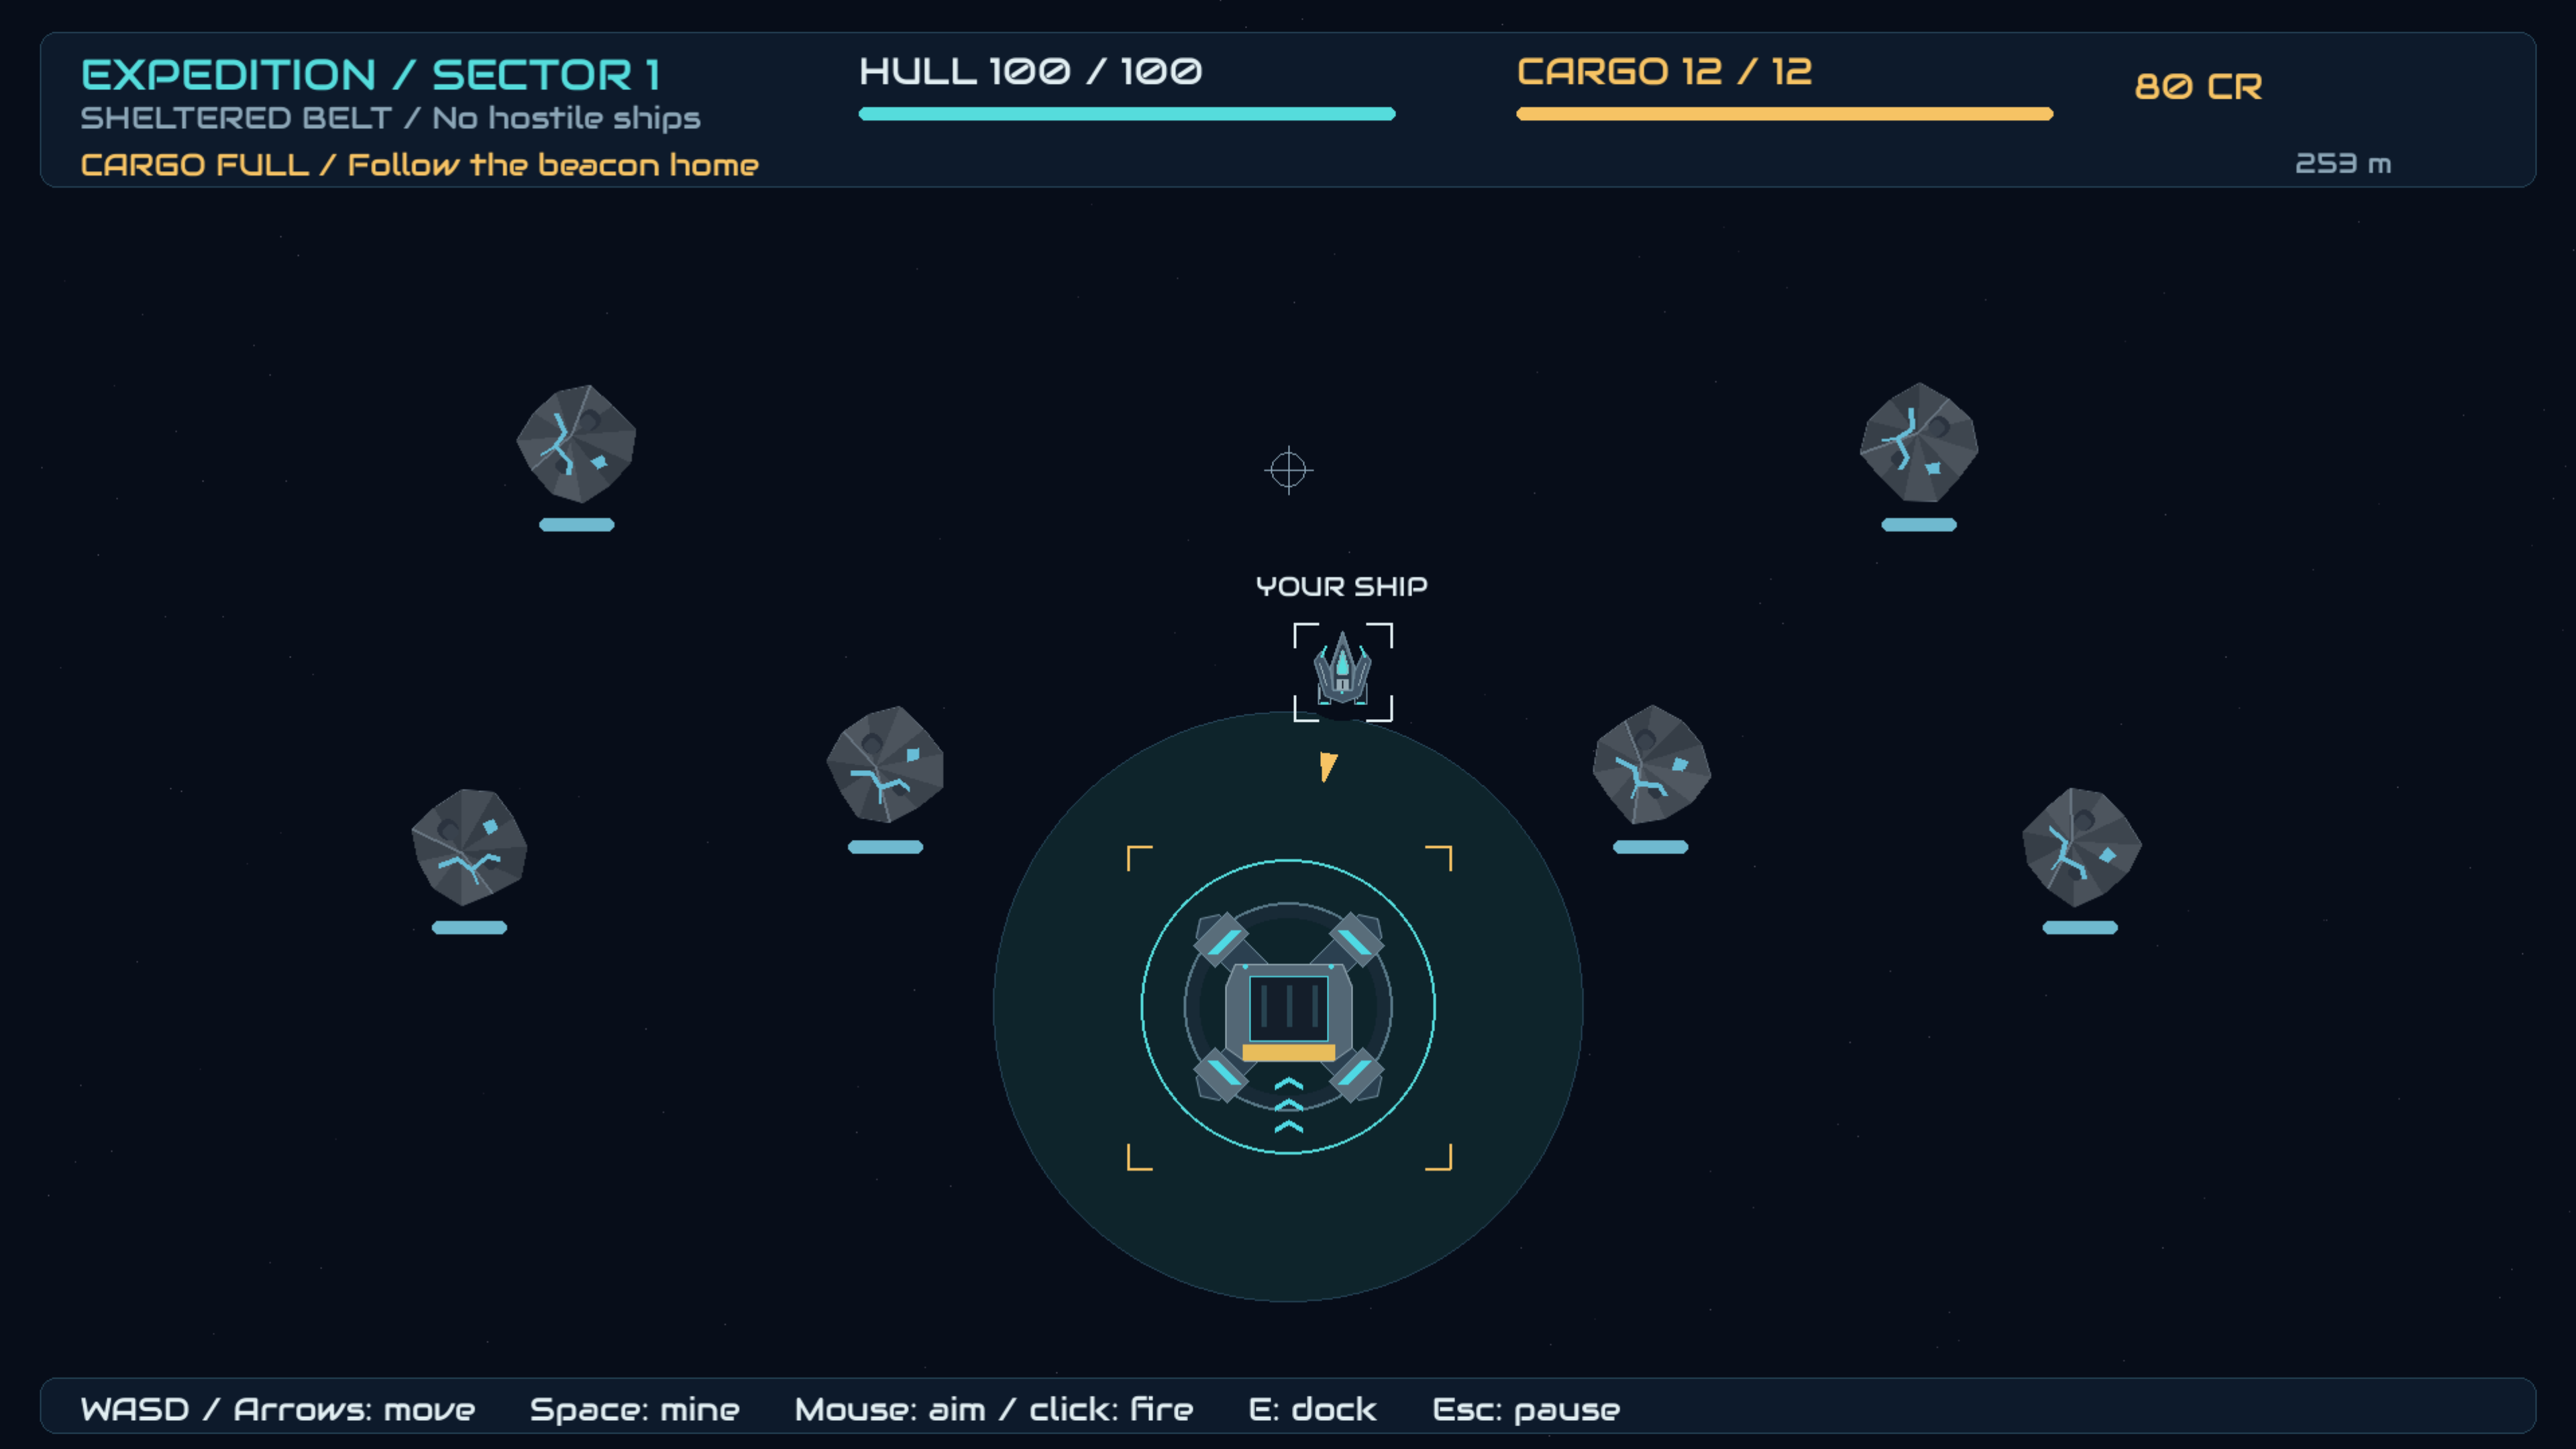 EXPEDITION / SECTOR 1
HULL 100 / 100
CARGO 12 / 12
80 CR
SHELTERED BELT / No hostile ships
CARGO FULL / Follow the beacon home
253 m
YOUR SHIP
WASD / Arrows: move
Space: mine
Mouse: aim / click: fire
E: dock
Esc: pause